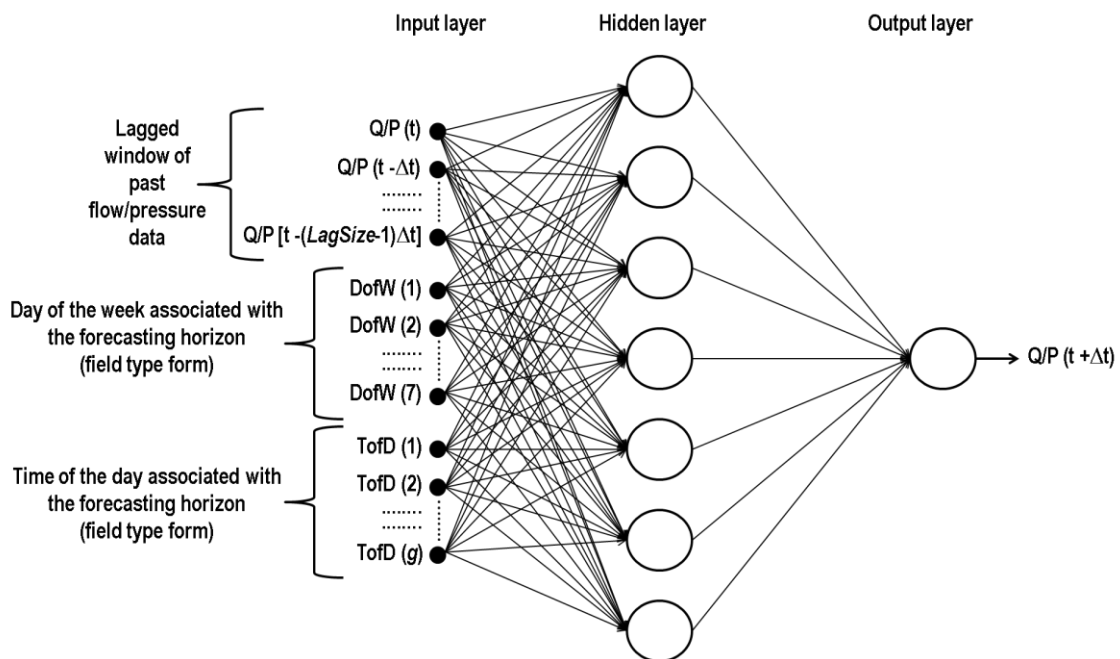 Input layer
Hidden layer
Output layer
Lagged
window of
past
flow/pressure
data
Q/P (t)
Q/P (t -Δt)
........
........
Q/P [t -(LagSize-1)Δt]
Day of the week associated with
the forecasting horizon
(field type form)
DofW (1)
DofW (2)
........
........
DofW (7)
Time of the day associated with
the forecasting horizon
(field type form)
TofD (1)
TofD (2)
........
........
TofD (g)
Q/P (t +Δt)